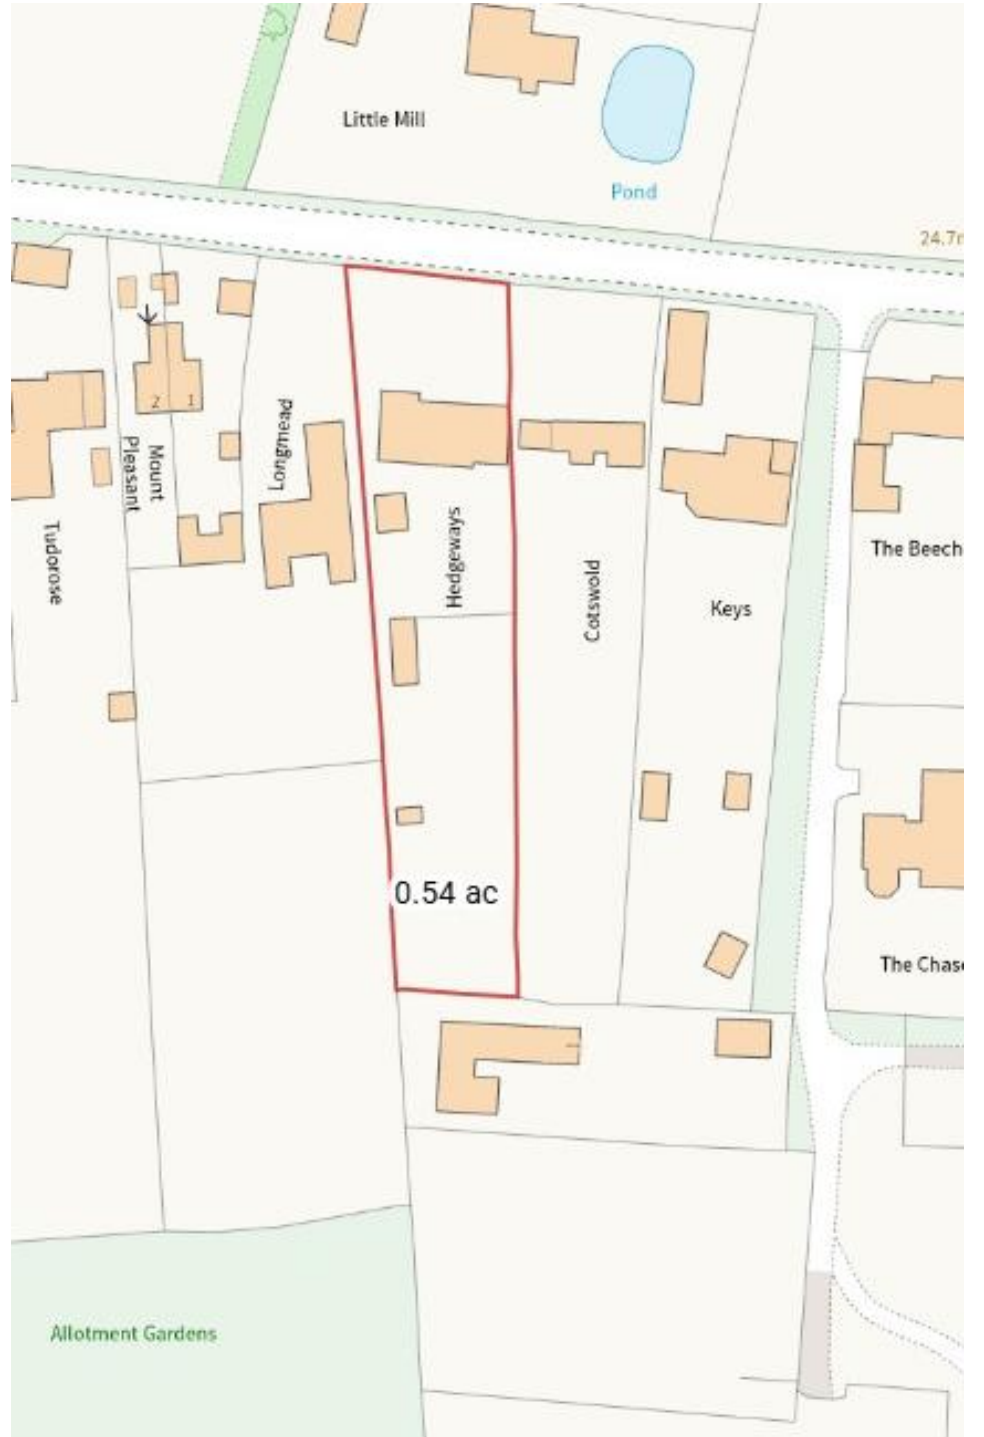 Little Mill
Pond
24.7
2
1
Mount
Pleasant
Longmead
Tudorose
Hedgeways
Cotswold
Keys
The Beech
0.54 ac
The Chase
Allotment Gardens